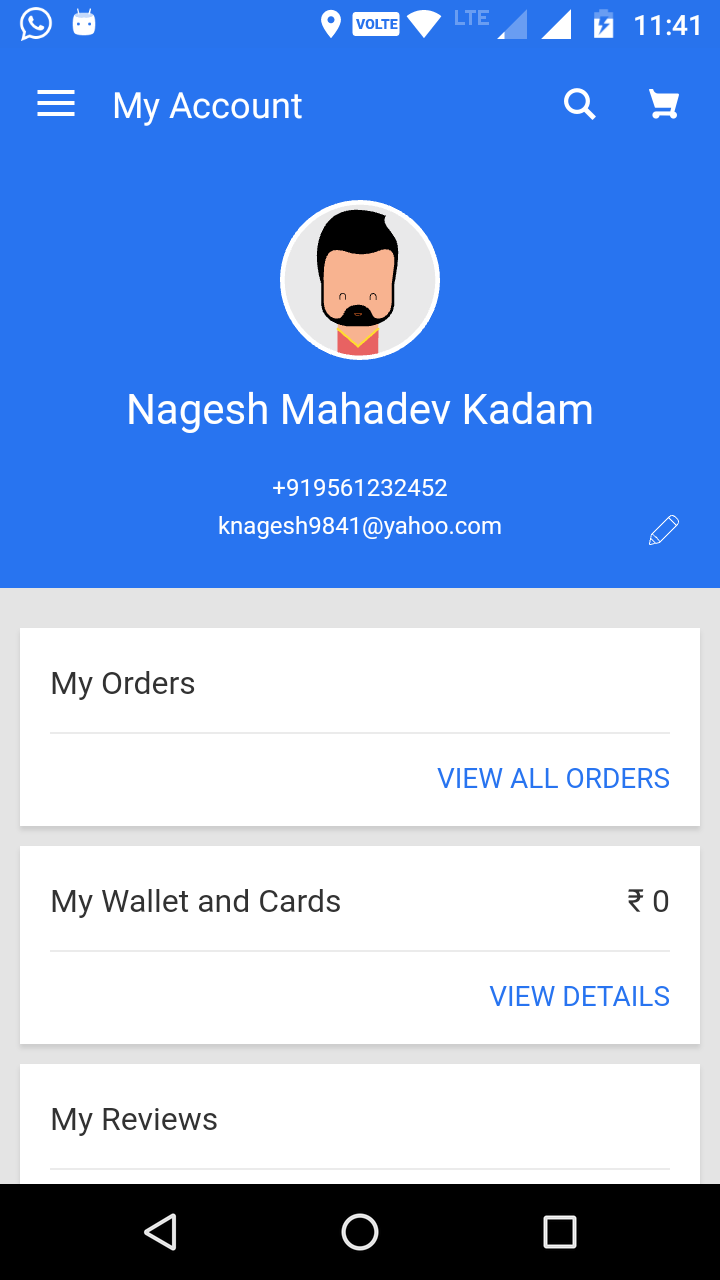 VOLTE LTE 11:41
My Account
Nagesh Mahadev Kadam
+919561232452
knagesh9841@yahoo.com
My Orders
VIEW ALL ORDERS
My Wallet and Cards ₹ 0
VIEW DETAILS
My Reviews